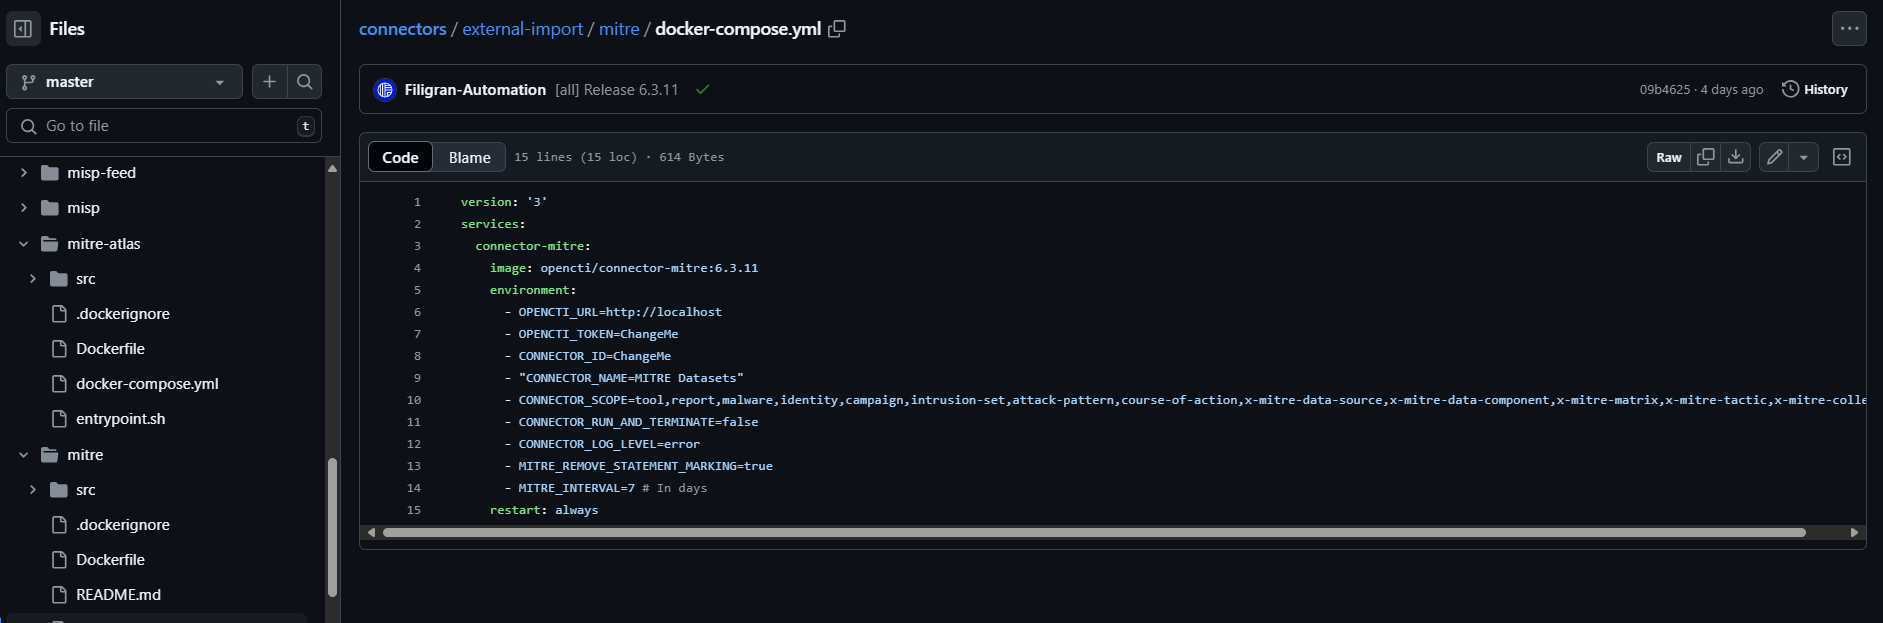 Files
master
Go to file
t
misp-feed
misp
mitre-atlas
src
.dockerignore
Dockerfile
docker-compose.yml
entrypoint.sh
mitre
src
.dockerignore
Dockerfile
README.md
connectors / external-import / mitre / docker-compose.yml
Filigran-Automation [all] Release 6.3.11
09b4625 · 4 days ago
History
Code
Blame
15 lines (15 loc) · 614 Bytes
Raw
1 version: '3'
2 services:
3 connector-mitre:
4 image: opencti/connector-mitre:6.3.11
5 environment:
6 - OPENCTI_URL=http://localhost
7 - OPENCTI_TOKEN=ChangeMe
8 - CONNECTOR_ID=ChangeMe
9 - "CONNECTOR_NAME=MITRE Datasets"
10 - CONNECTOR_SCOPE=tool,report,malware,identity,campaign,intrusion-set,attack-pattern,course-of-action,x-mitre-data-source,x-mitre-data-component,x-mitre-matrix,x-mitre-tactic,x-mitre-colle
11 - CONNECTOR_RUN_AND_TERMINATE=false
12 - CONNECTOR_LOG_LEVEL=error
13 - MITRE_REMOVE_STATEMENT_MARKING=true
14 - MITRE_INTERVAL=7 # In days
15 restart: always